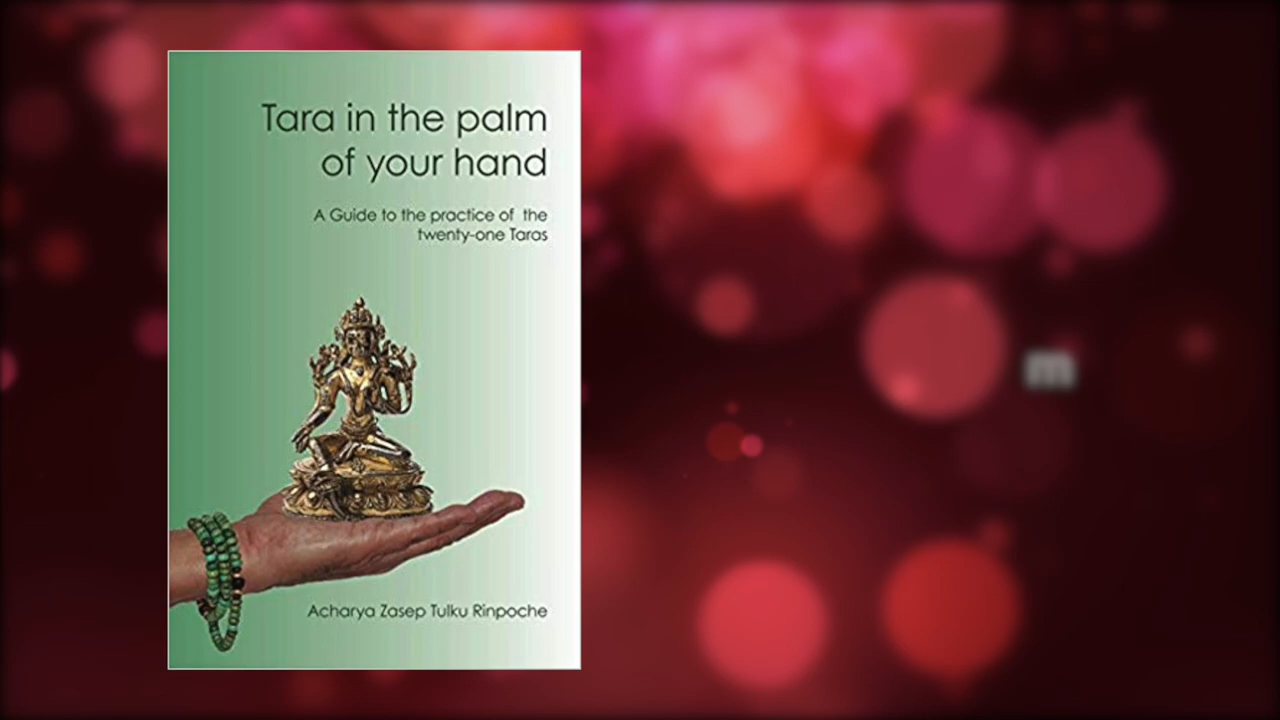 Tara in the palm
of your hand
A Guide to the practice of the
twenty-one Taras
Acharya Zasep Tulku Rinpoche
m